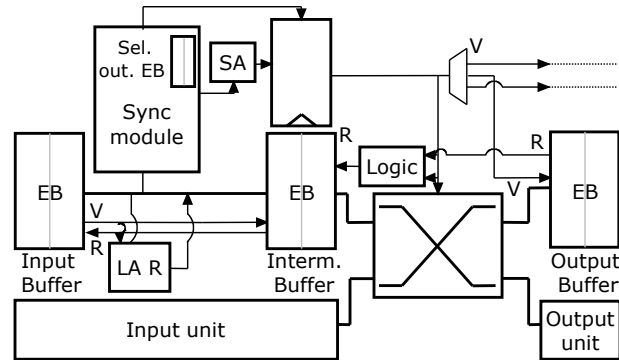 Sel.
out. EB
Sync
module
SA
V
R
Logic
R
V
EB
EB
EB
V
R
LA R
Input
Buffer
Interm.
Buffer
Output
Buffer
Input unit
Output
unit